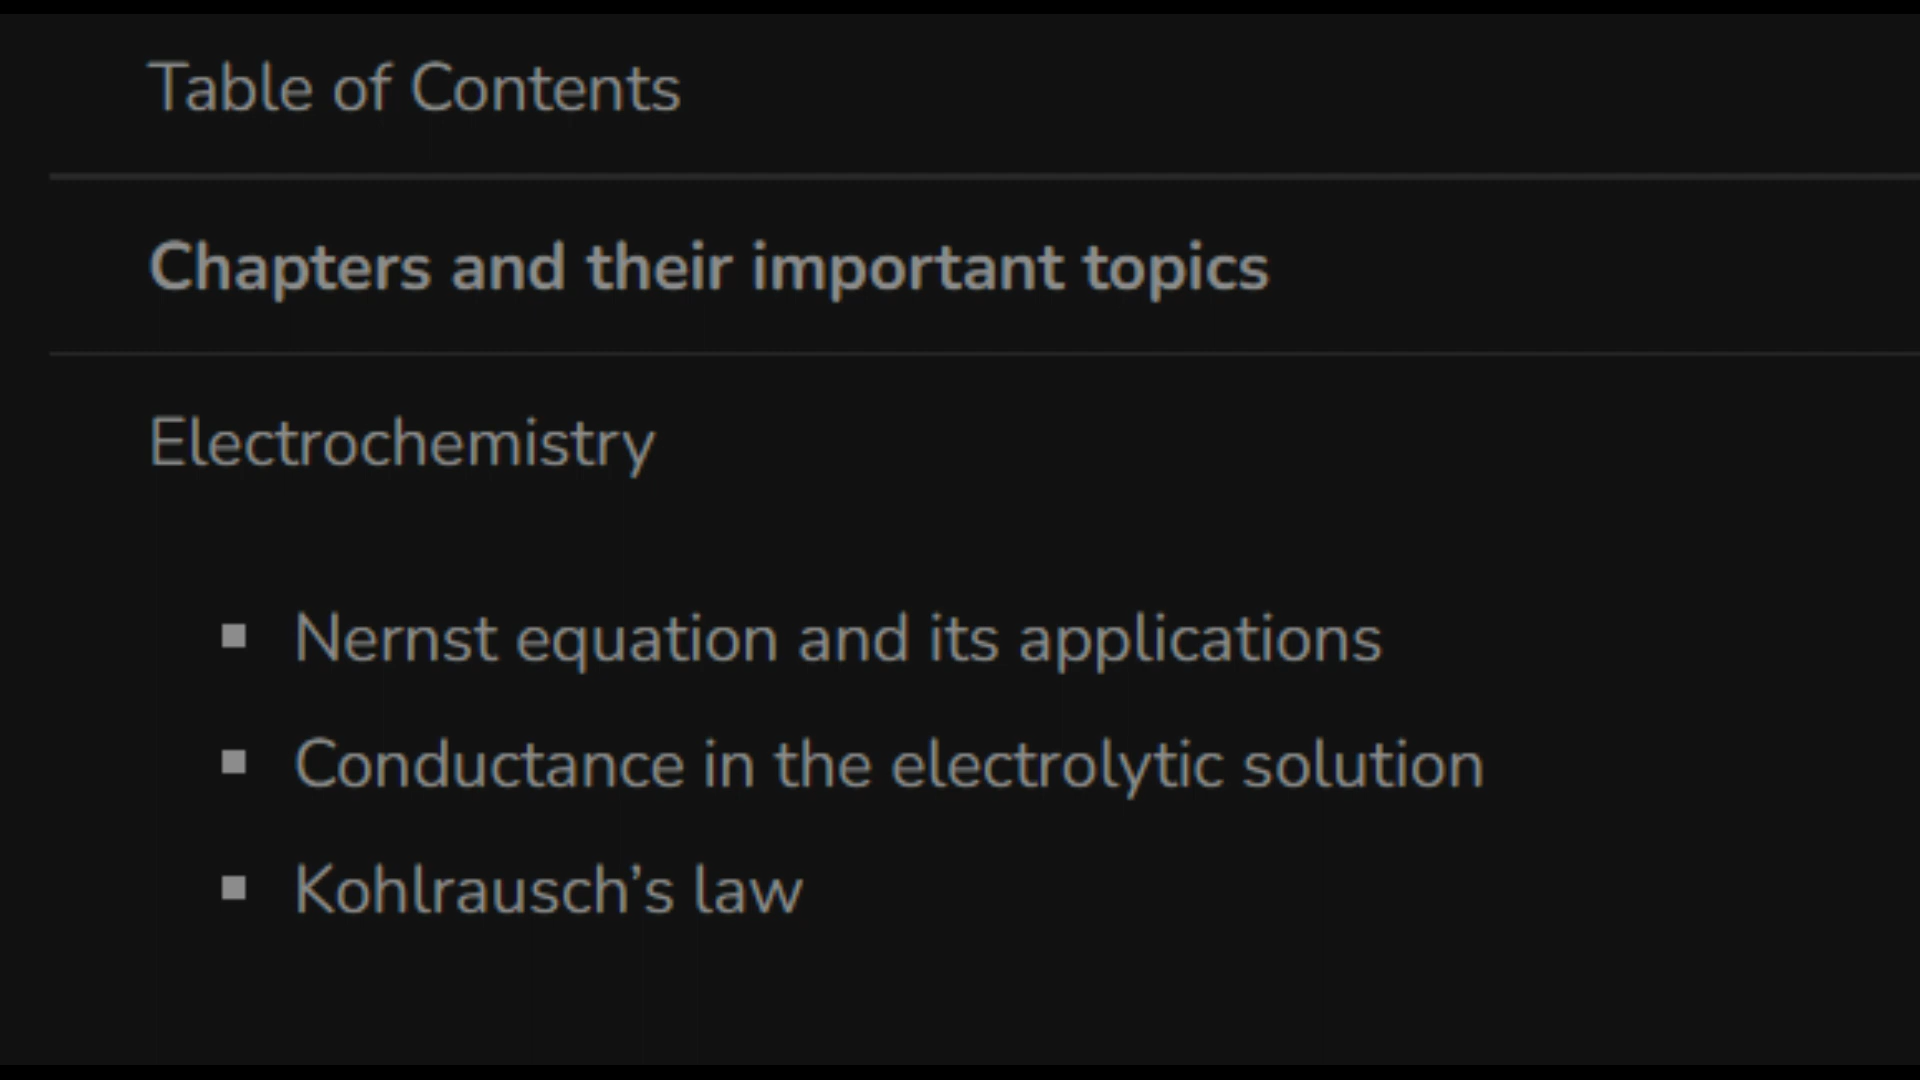 Table of Contents
Chapters and their important topics
Electrochemistry
▪ Nernst equation and its applications
▪ Conductance in the electrolytic solution
▪ Kohlrausch’s law